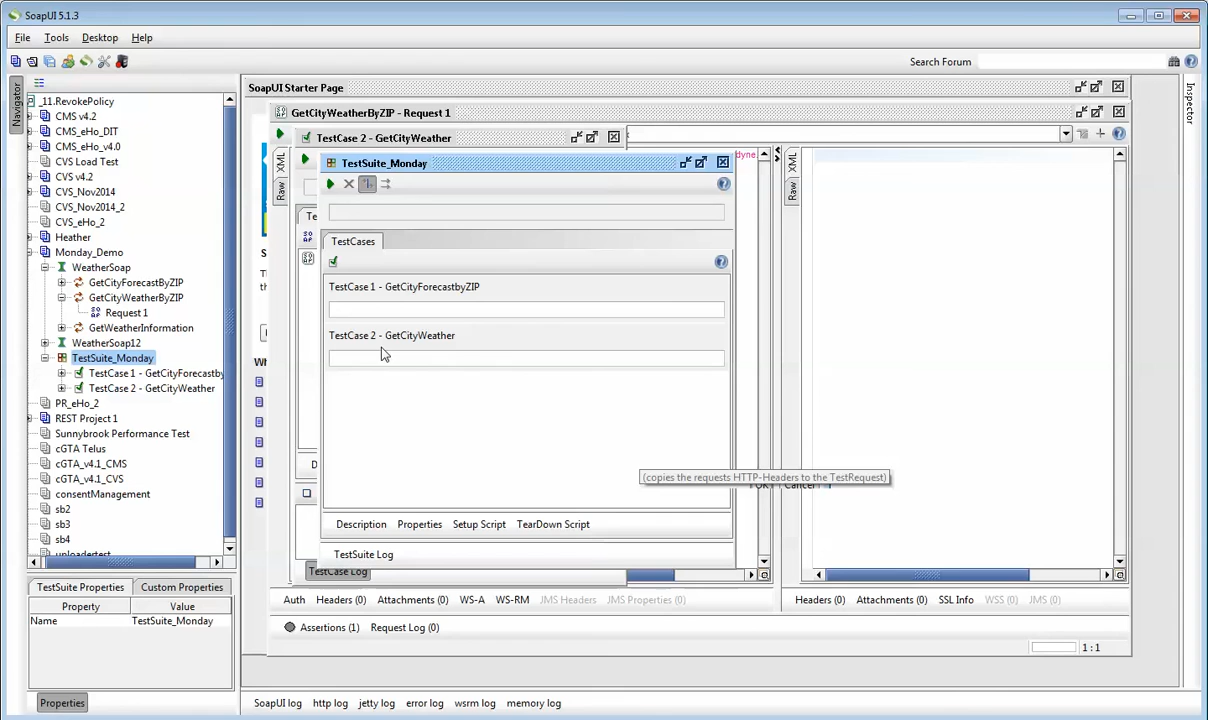 SoapUI 5.1.3
File Tools Desktop Help
Search Forum
Navigator
_11.RevokePolicy
CMS v4.2
CMS_eHo_DIT
CMS_eHo_v4.0
CVS Load Test
CVS v4.2
CVS_Nov2014
CVS_Nov2014_2
CVS_eHo_2
Heather
Monday_Demo
WeatherSoap
GetCityForecastByZIP
GetCityWeatherByZIP
Request 1
GetWeatherInformation
WeatherSoap12
TestSuite_Monday
TestCase 1 - GetCityForecastby
TestCase 2 - GetCityWeather
PR_eHo_2
REST Project 1
Sunnybrook Performance Test
cGTA Telus
cGTA_v4.1_CMS
cGTA_v4.1_CVS
consentManagement
sb2
sb3
sb4
uploadertest
TestSuite Properties Custom Properties
Property Value
Name TestSuite_Monday
Properties
SoapUI Starter Page
GetCityWeatherByZIP - Request 1
TestCase 2 - GetCityWeather
TestSuite_Monday
dyne
XML
Raw
XML
Raw
TestCases
TestCase 1 - GetCityForecastbyZIP
TestCase 2 - GetCityWeather
(copies the requests HTTP-Headers to the TestRequest)
Description Properties Setup Script TearDown Script
TestSuite Log
TestCase Log
Auth Headers (0) Attachments (0) WS-A WS-RM JMS Headers JMS Properties (0)
Headers (0) Attachments (0) SSL Info WSS (0) JMS (0)
Assertions (1) Request Log (0)
1:1
SoapUI log http log jetty log error log wsrm log memory log
Inspector